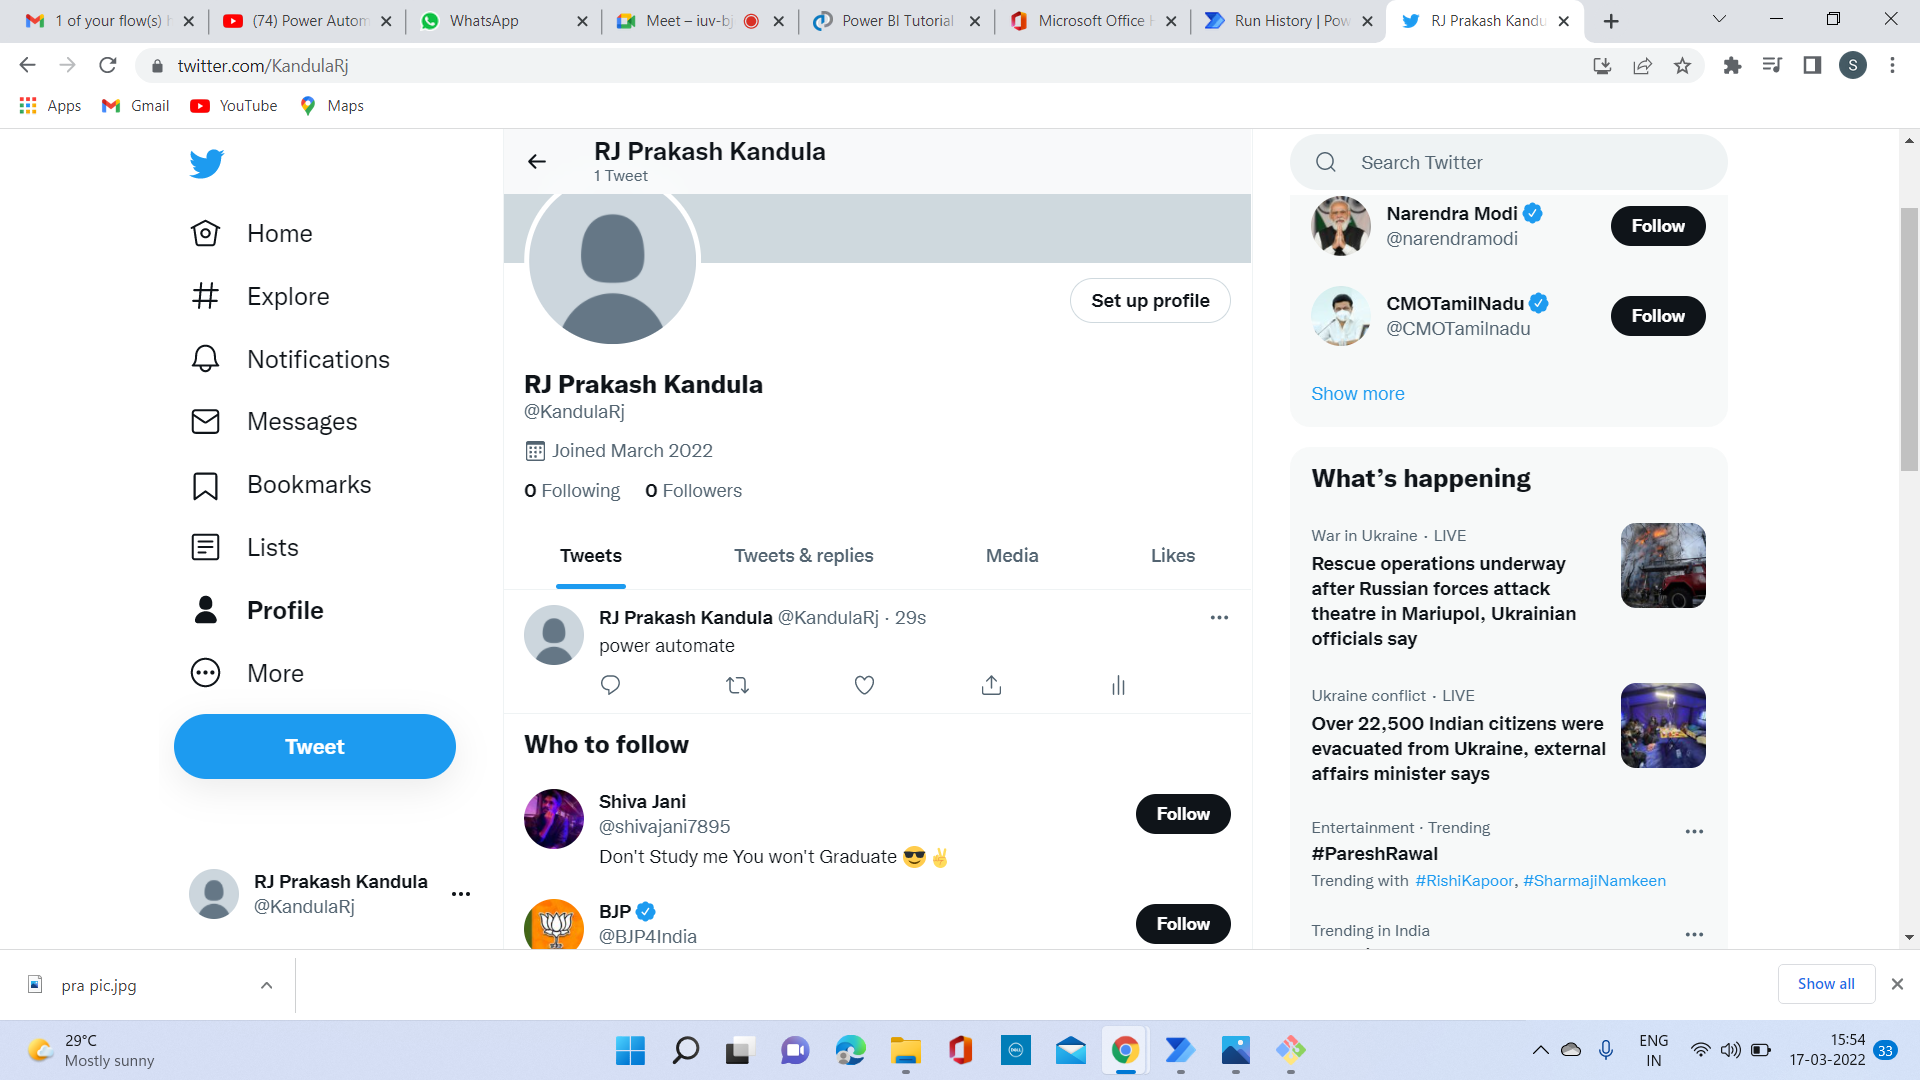 1 of your flow(s) h
(74) Power Autom
WhatsApp
Meet – iuv-bj
Power BI Tutorial
Microsoft Office H
Run History | Pow
RJ Prakash Kandu
twitter.com/KandulaRj
S
Apps
Gmail
YouTube
Maps
RJ Prakash Kandula
1 Tweet
Search Twitter
Home
Explore
Notifications
Messages
Bookmarks
Lists
Profile
More
Tweet
RJ Prakash Kandula
@KandulaRj
Set up profile
RJ Prakash Kandula
@KandulaRj
Joined March 2022
0 Following 0 Followers
Tweets Tweets & replies Media Likes
RJ Prakash Kandula @KandulaRj · 29s
power automate
Who to follow
Shiva Jani
@shivajani7895
Don't Study me You won't Graduate 😎✌
Follow
BJP
@BJP4India
Follow
Narendra Modi
@narendramodi
Follow
CMOTamilNadu
@CMOTamilnadu
Follow
Show more
What's happening
War in Ukraine · LIVE
Rescue operations underway
after Russian forces attack
theatre in Mariupol, Ukrainian
officials say
Ukraine conflict · LIVE
Over 22,500 Indian citizens were
evacuated from Ukraine, external
affairs minister says
Entertainment · Trending
#PareshRawal
Trending with #RishiKapoor, #SharmajiNamkeen
Trending in India
pra pic.jpg
Show all
29°C
Mostly sunny
DELL
ENG
IN
15:54
17-03-2022
33